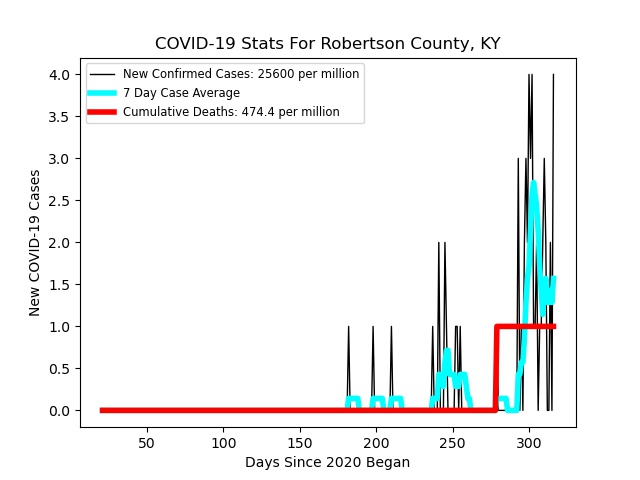 COVID-19 Stats For Robertson County, KY
New Confirmed Cases: 25600 per million
7 Day Case Average
Cumulative Deaths: 474.4 per million
New COVID-19 Cases
4.0
3.5
3.0
2.5
2.0
1.5
1.0
0.5
0.0
50 100 150 200 250 300
Days Since 2020 Began